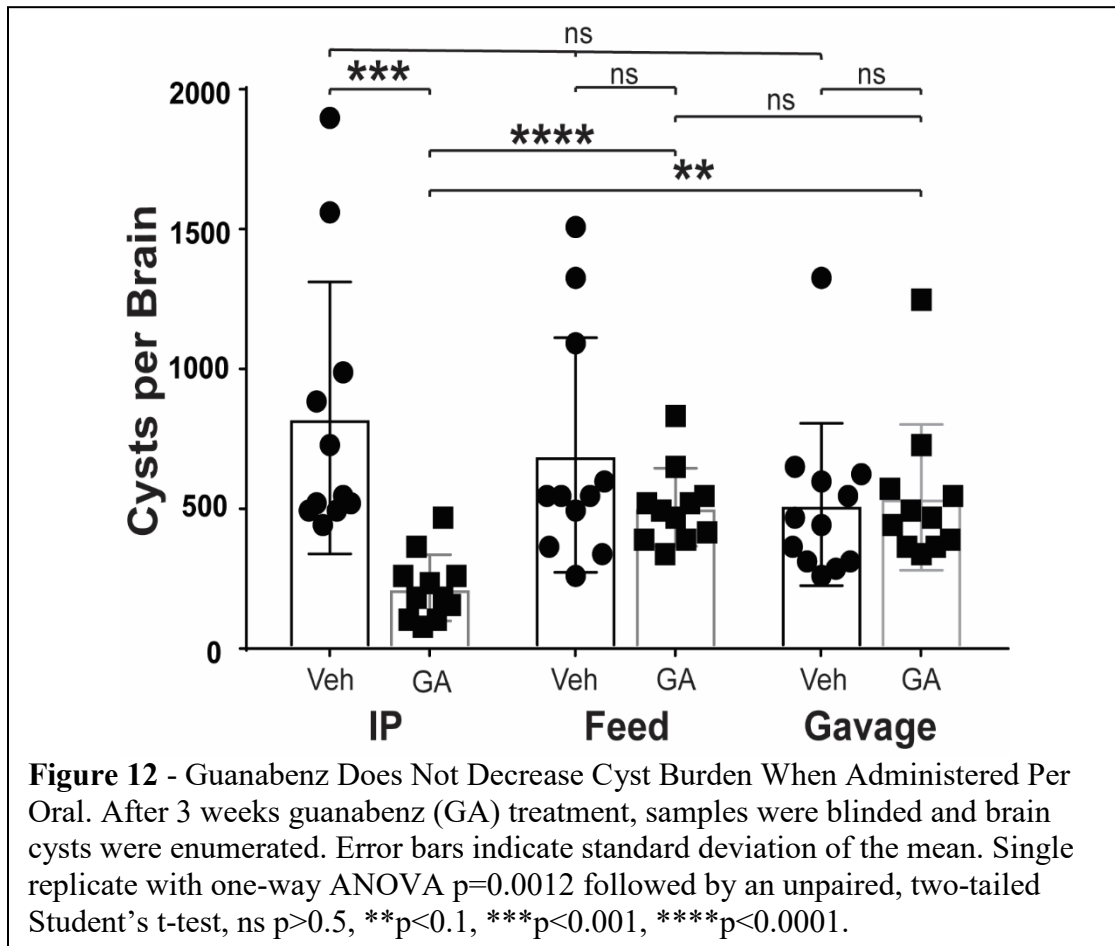 ns
*** ns ns
ns
****
**
2000
1500
1000
500
0
Cysts per Brain
Veh GA Veh GA Veh GA
IP Feed Gavage
Figure 12 - Guanabenz Does Not Decrease Cyst Burden When Administered Per
Oral. After 3 weeks guanabenz (GA) treatment, samples were blinded and brain
cysts were enumerated. Error bars indicate standard deviation of the mean. Single
replicate with one-way ANOVA p=0.0012 followed by an unpaired, two-tailed
Student’s t-test, ns p>0.5, **p<0.1, ***p<0.001, ****p<0.0001.